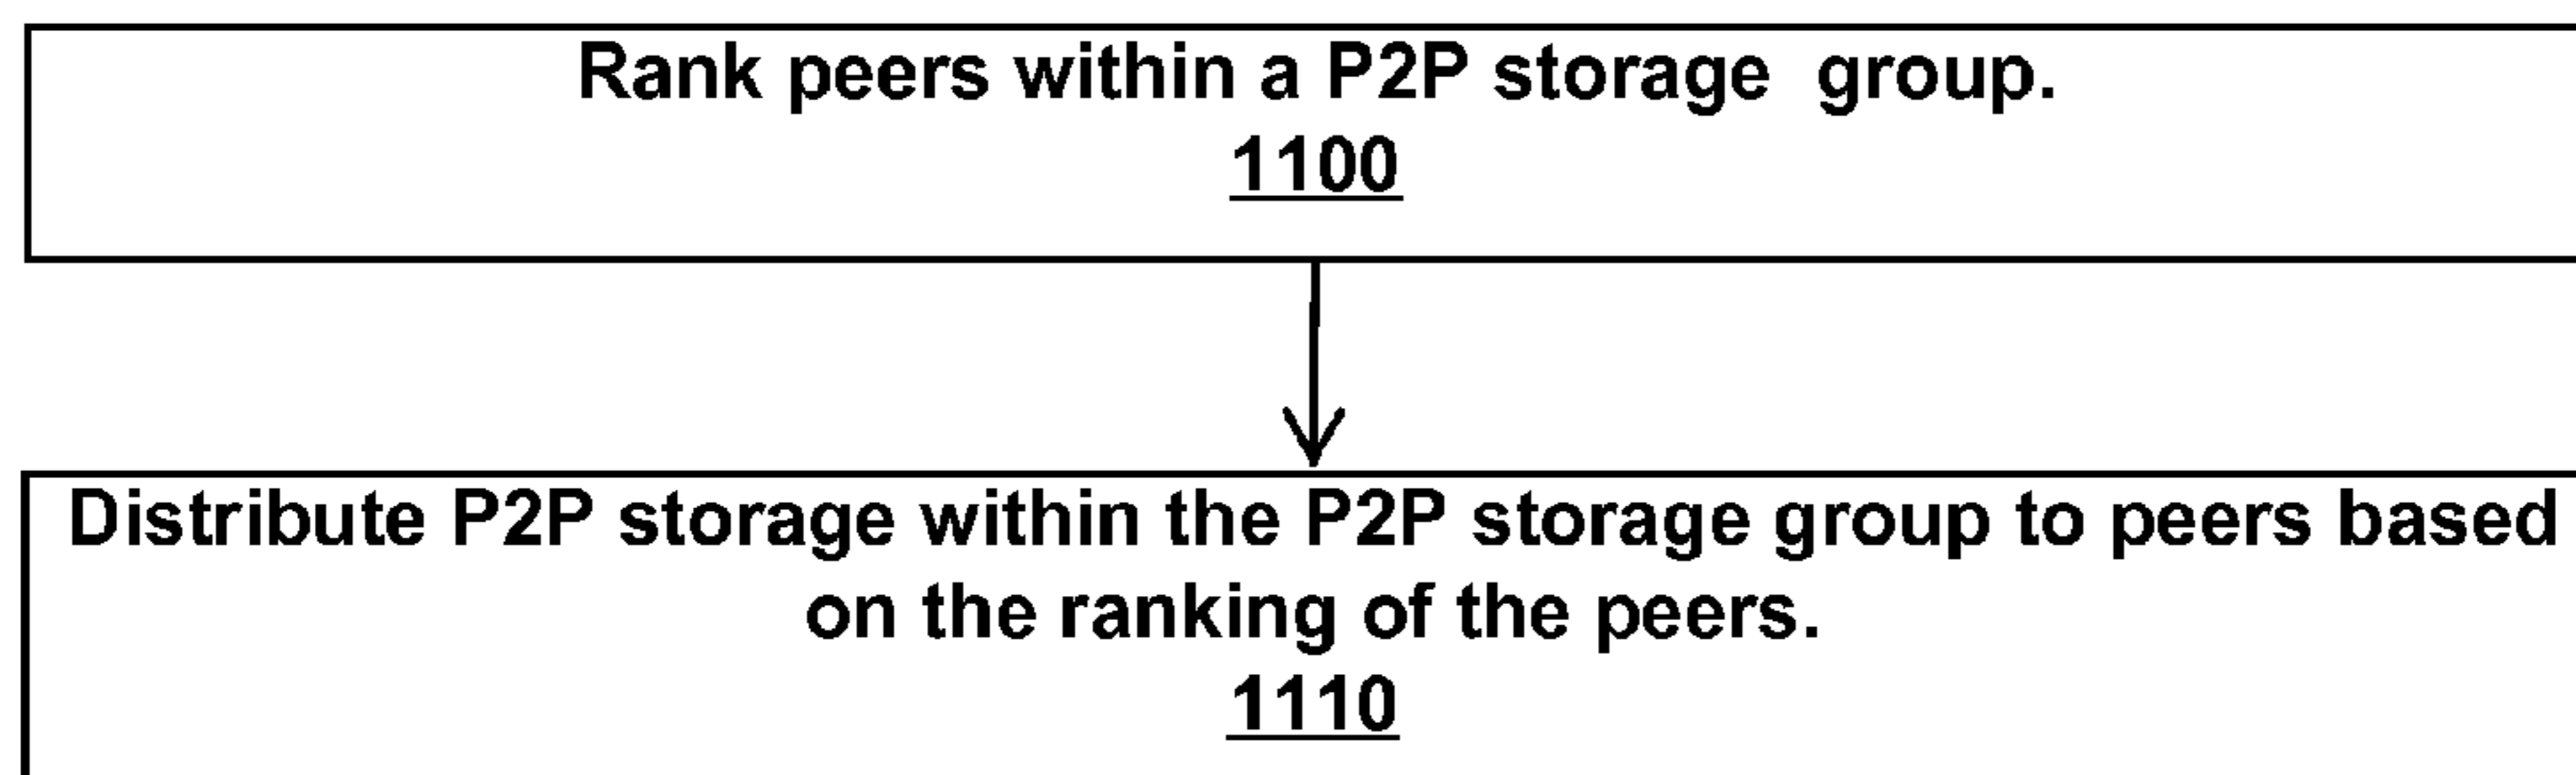 Rank peers within a P2P storage group.
1100
Distribute P2P storage within the P2P storage group to peers based
on the ranking of the peers.
1110